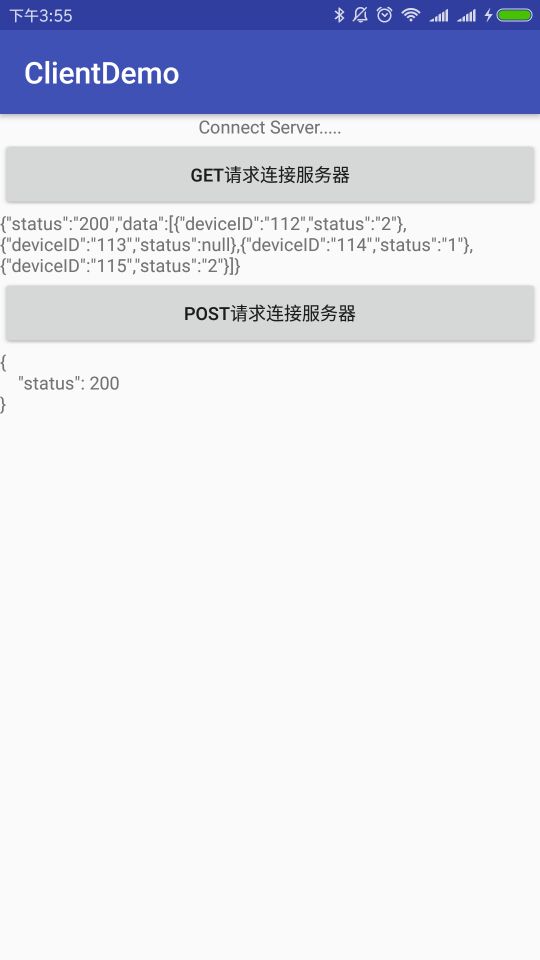 下午3:55
ClientDemo
Connect Server.....
GET请求连接服务器
{"status":"200","data":[{"deviceID":"112","status":"2"},
{"deviceID":"113","status":null},{"deviceID":"114","status":"1"},
{"deviceID":"115","status":"2"}]}
POST请求连接服务器
{
    "status": 200
}